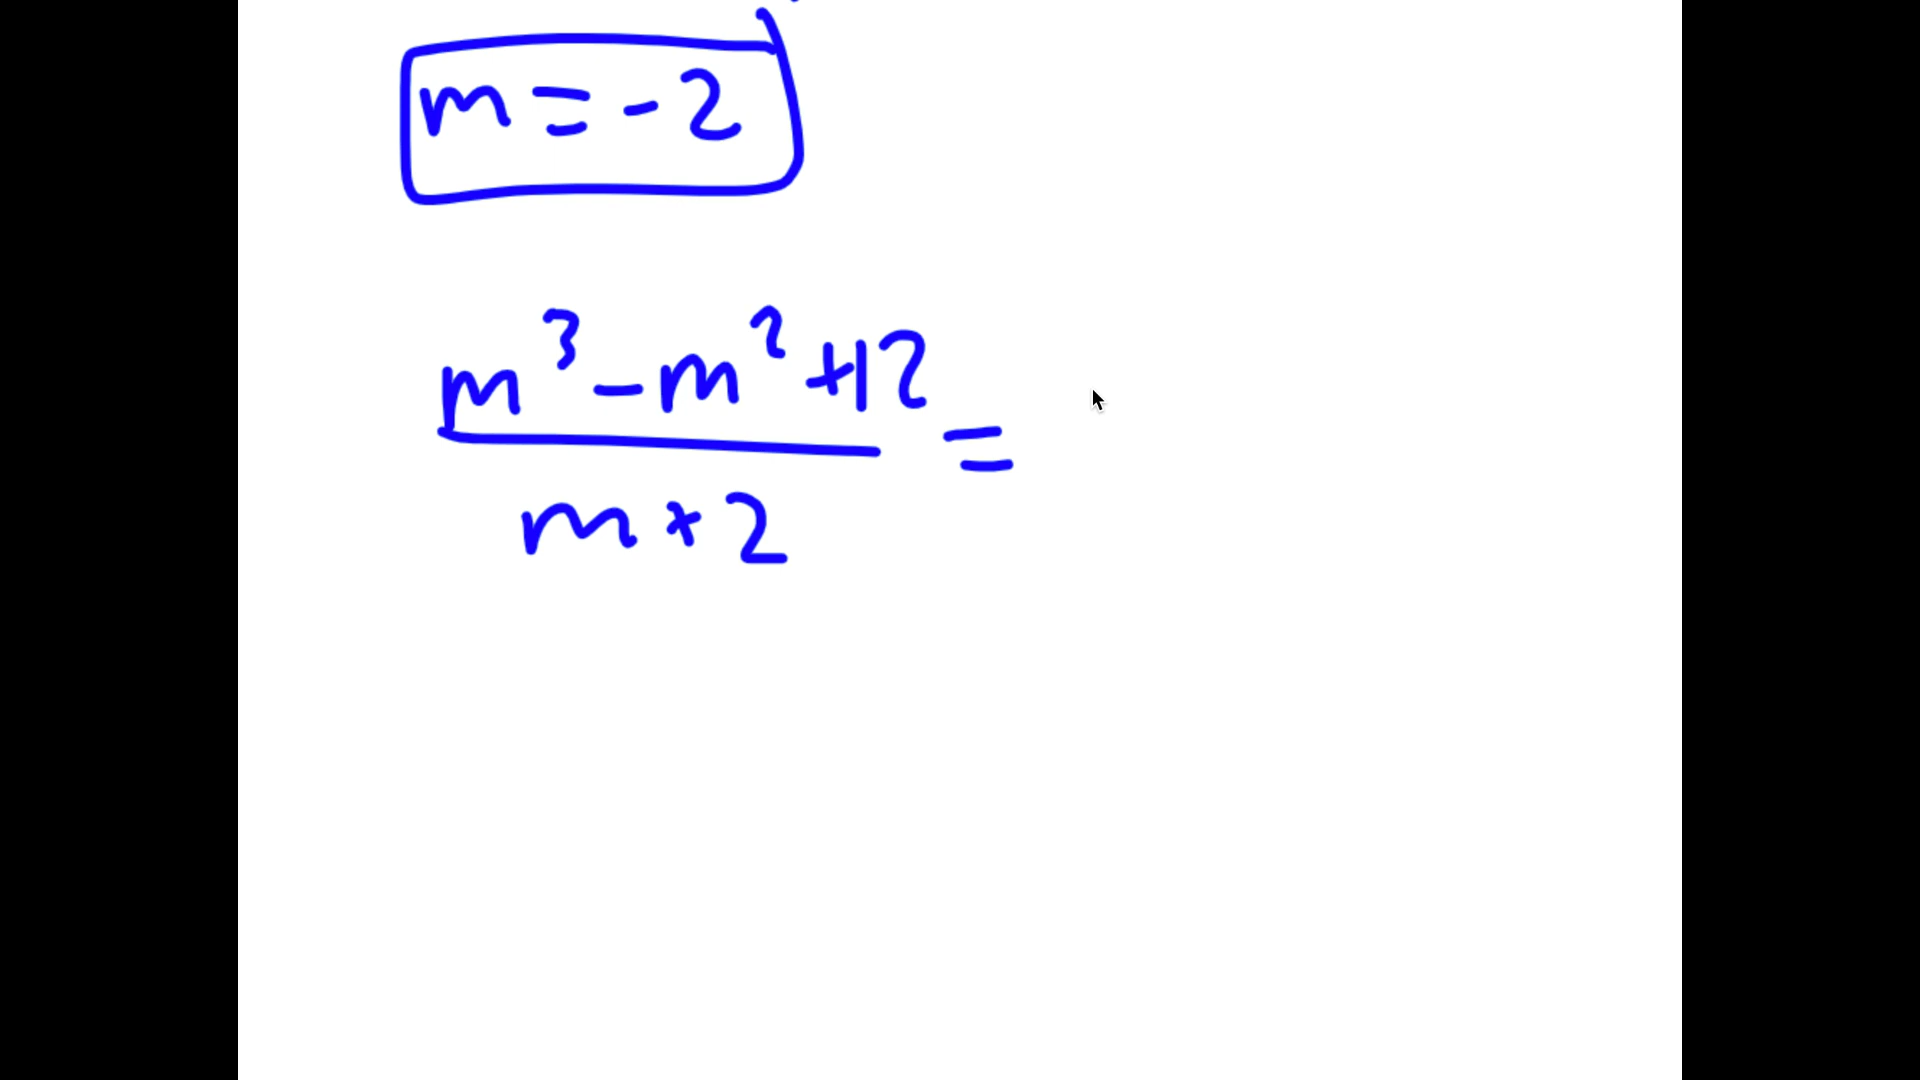 m = -2
m³ - m² + 12
m + 2 =